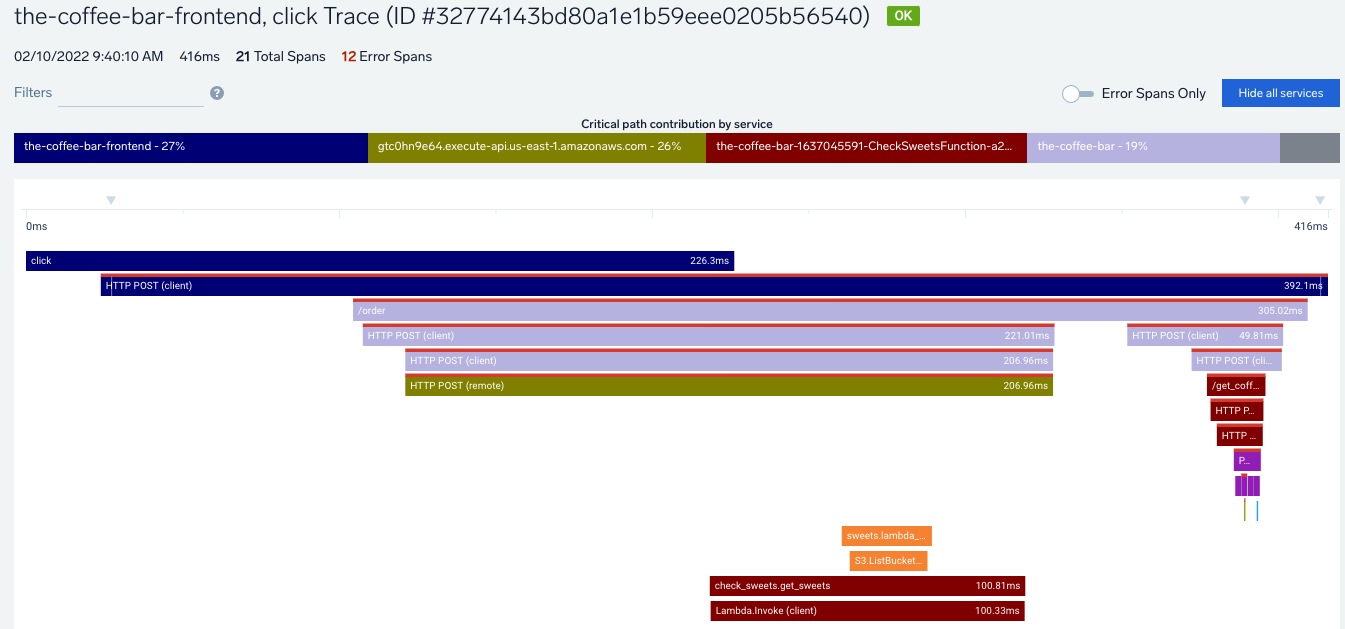 the-coffee-bar-frontend, click Trace (ID #32774143bd80a1e1b59eee0205b56540) OK
02/10/2022 9:40:10 AM 416ms 21 Total Spans 12 Error Spans
Filters ? Error Spans Only Hide all services
Critical path contribution by service
the-coffee-bar-frontend - 27% gtc0hn9e64.execute-api.us-east-1.amazonaws.com - 26% the-coffee-bar-1637045591-CheckSweetsFunction-a2... the-coffee-bar - 19%
0ms 416ms
click 226.3ms
HTTP POST (client) 392.1ms
/order 305.02ms
HTTP POST (client) 221.01ms HTTP POST (client) 49.81ms
HTTP POST (client) 206.96ms HTTP POST (cli...
HTTP POST (remote) 206.96ms /get_coff...
HTTP P...
HTTP ...
P...
sweets.lambda_...
S3.ListBucket...
check_sweets.get_sweets 100.81ms
Lambda.Invoke (client) 100.33ms